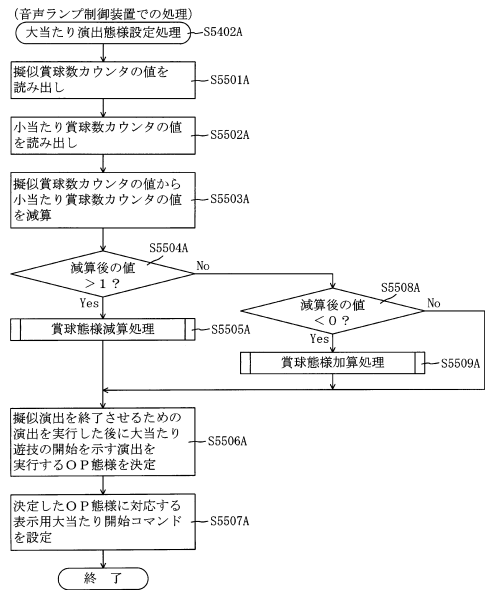 (音声ランプ制御装置での処理)
大当たり演出態様設定処理
S5402A
擬似賞球数カウンタの値を
読み出し
S5501A
小当たり賞球数カウンタの値
を読み出し
S5502A
擬似賞球数カウンタの値から
小当たり賞球数カウンタの値
を減算
S5503A
S5504A
減算後の値
>1?
No
Yes
S5508A
減算後の値
<0?
No
Yes
賞球態様減算処理
S5505A
賞球態様加算処理
S5509A
擬似演出を終了させるための
演出を実行した後に大当たり
遊技の開始を示す演出を
実行するOP態様を決定
S5506A
決定したOP態様に対応する
表示用大当たり開始コマンド
を設定
S5507A
終 了